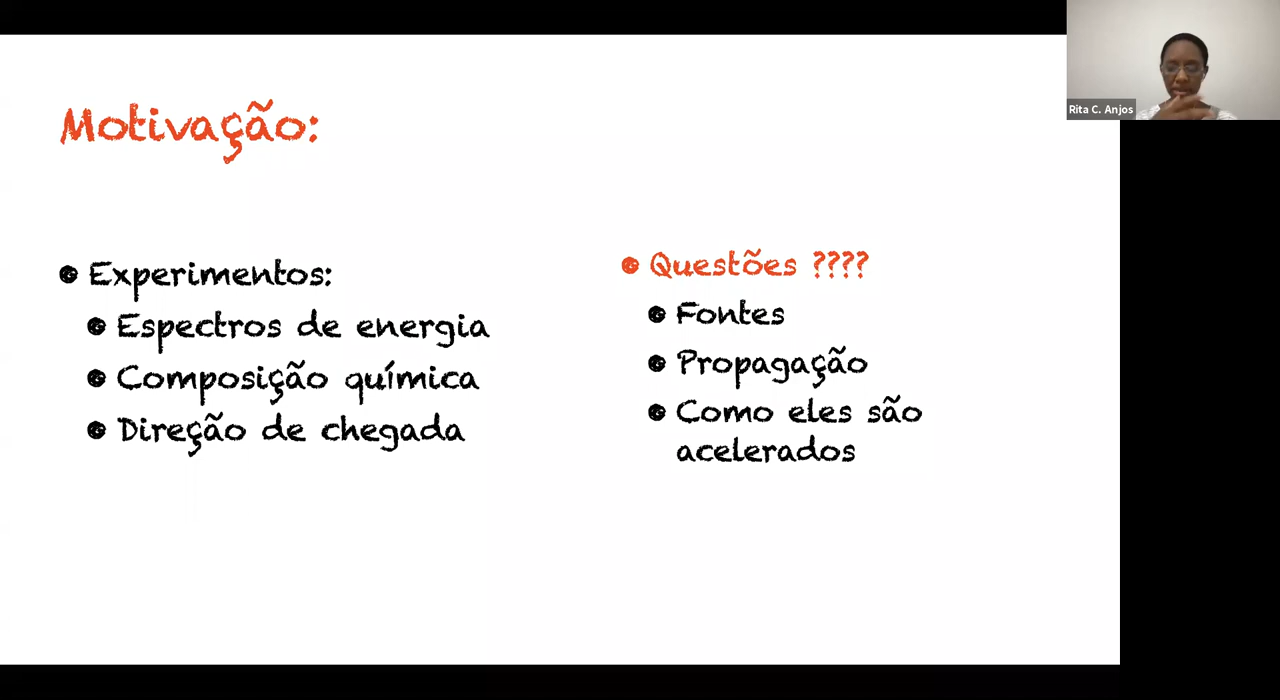 Rita C. Anjos
Motivação:
Experimentos:
Espectros de energia
Composição química
Direção de chegada
Questões ????
Fontes
Propagação
Como eles são
acelerados